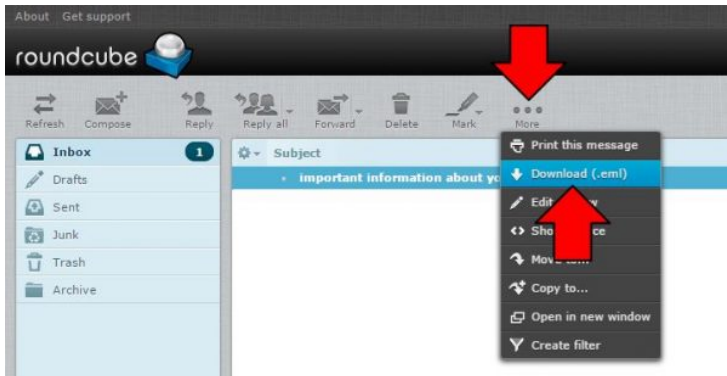 About Get support
roundcube
Refresh Compose Reply Reply all Forward Delete Mark More
Inbox 1
Drafts
Sent
Junk
Trash
Archive
Subject
important information about
Print this message
Download (.eml)
Move
Copy to...
Open in new window
Create filter